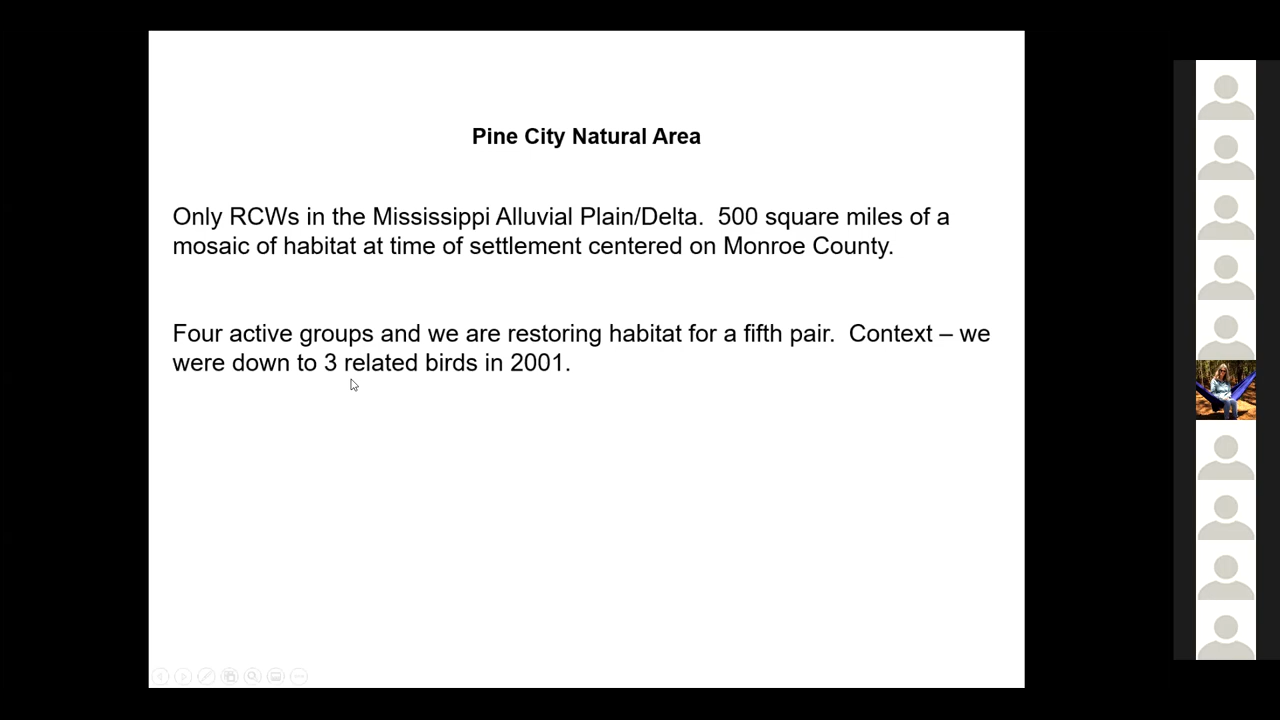 Pine City Natural Area
Only RCWs in the Mississippi Alluvial Plain/Delta.  500 square miles of a
mosaic of habitat at time of settlement centered on Monroe County.
Four active groups and we are restoring habitat for a fifth pair.  Context – we
were down to 3 related birds in 2001.